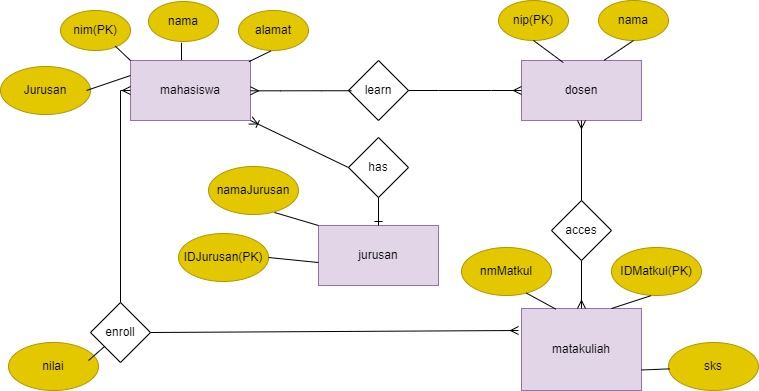 nama
nip(PK)
nama
nim(PK)
alamat
Jurusan
mahasiswa
learn
dosen
has
namaJurusan
acces
IDJurusan(PK)
jurusan
nmMatkul
IDMatkul(PK)
enroll
matakuliah
nilai
sks